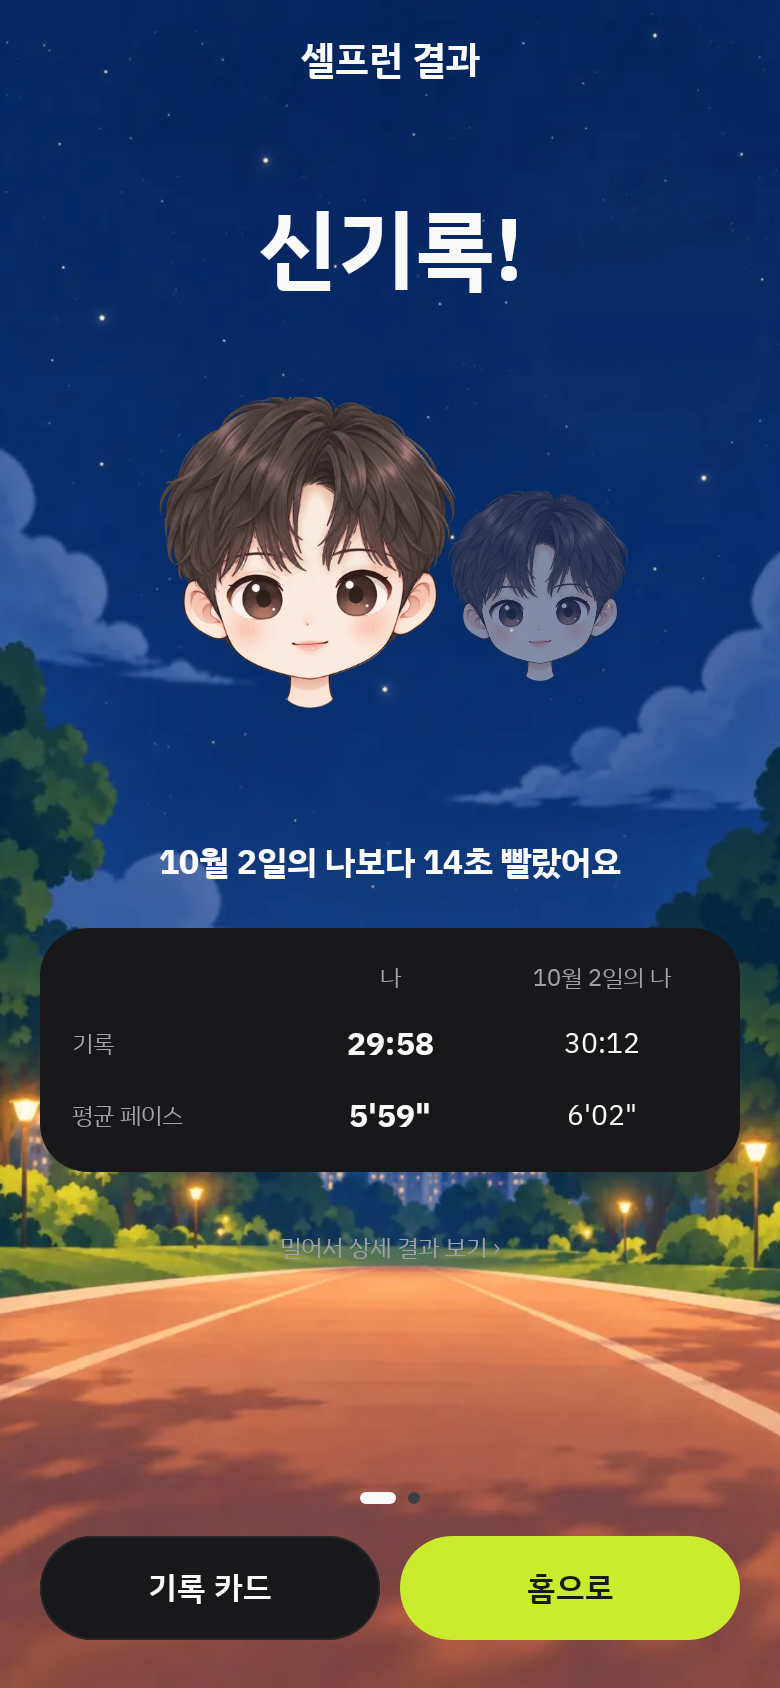 셀프런 결과
신기록!
10월 2일의 나보다 14초 빨랐어요
나 10월 2일의 나
기록 29:58 30:12
평균 페이스 5'59" 6'02"
밀어서 상세 결과 보기 ›
기록 카드 홈으로